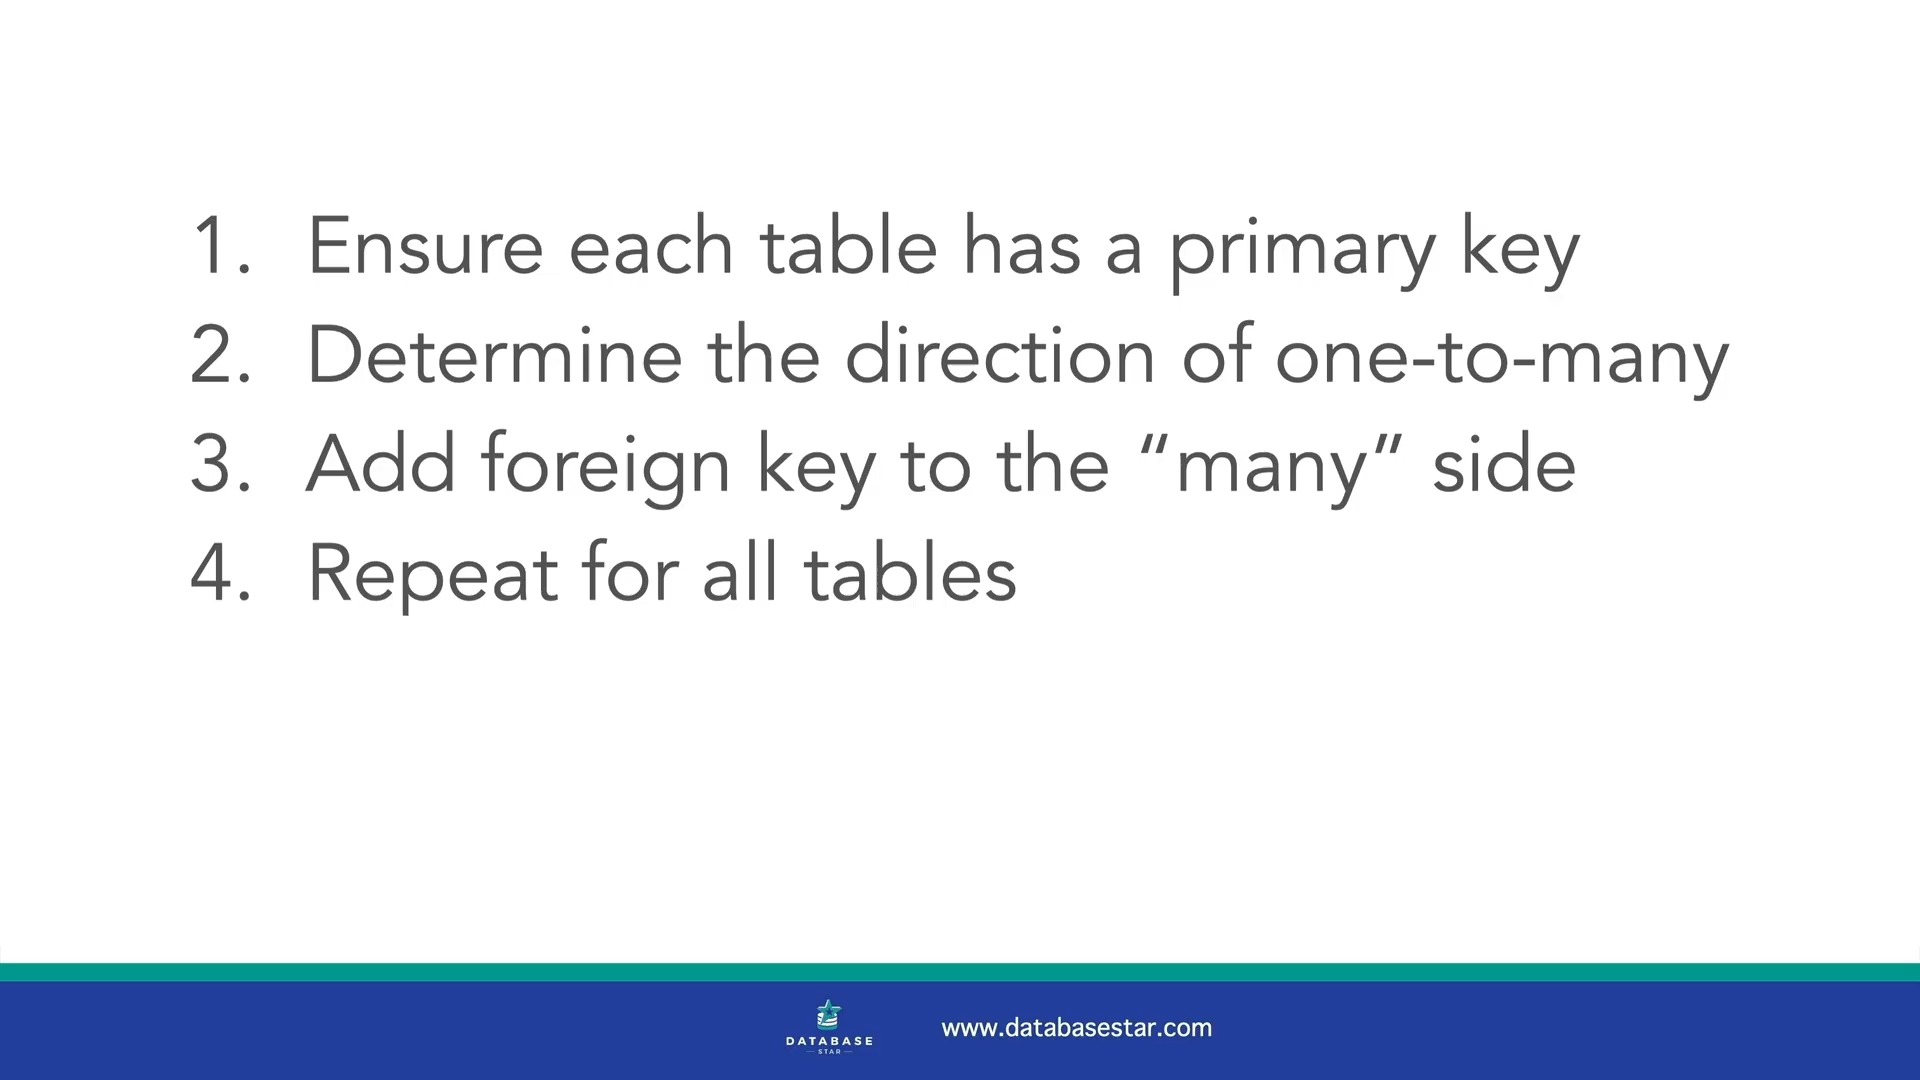 1. Ensure each table has a primary key
2. Determine the direction of one-to-many
3. Add foreign key to the “many” side
4. Repeat for all tables
DATABASE
STAR
www.databasestar.com